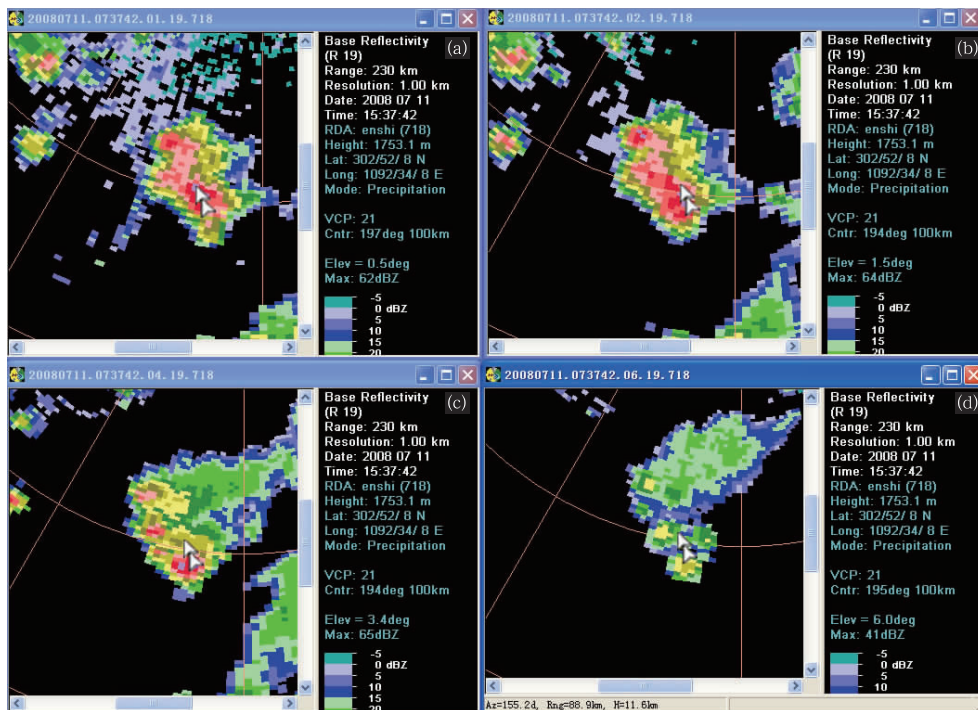 20080711.073742.01.19.718
(a)
Base Reflectivity
(R 19)
Range: 230 km
Resolution: 1.00 km
Date: 2008 07 11
Time: 15:37:42
RDA: enshi (718)
Height: 1753.1 m
Lat: 302/52/ 8 N
Long: 1092/34/ 8 E
Mode: Precipitation
VCP: 21
Cntr: 197deg 100km
Elev = 0.5deg
Max: 62dBZ
-5
0 dBZ
5
10
15
20
20080711.073742.02.19.718
(b)
Base Reflectivity
(R 19)
Range: 230 km
Resolution: 1.00 km
Date: 2008 07 11
Time: 15:37:42
RDA: enshi (718)
Height: 1753.1 m
Lat: 302/52/ 8 N
Long: 1092/34/ 8 E
Mode: Precipitation
VCP: 21
Cntr: 194deg 100km
Elev = 1.5deg
Max: 64dBZ
-5
0 dBZ
5
10
15
20
20080711.073742.04.19.718
(c)
Base Reflectivity
(R 19)
Range: 230 km
Resolution: 1.00 km
Date: 2008 07 11
Time: 15:37:42
RDA: enshi (718)
Height: 1753.1 m
Lat: 302/52/ 8 N
Long: 1092/34/ 8 E
Mode: Precipitation
VCP: 21
Cntr: 194deg 100km
Elev = 3.4deg
Max: 65dBZ
-5
0 dBZ
5
10
15
20
20080711.073742.06.19.718
(d)
Base Reflectivity
(R 19)
Range: 230 km
Resolution: 1.00 km
Date: 2008 07 11
Time: 15:37:42
RDA: enshi (718)
Height: 1753.1 m
Lat: 302/52/ 8 N
Long: 1092/34/ 8 E
Mode: Precipitation
VCP: 21
Cntr: 195deg 100km
Elev = 6.0deg
Max: 41dBZ
-5
0 dBZ
5
10
Az=155.2d, Rng=88.9km, H=11.6km